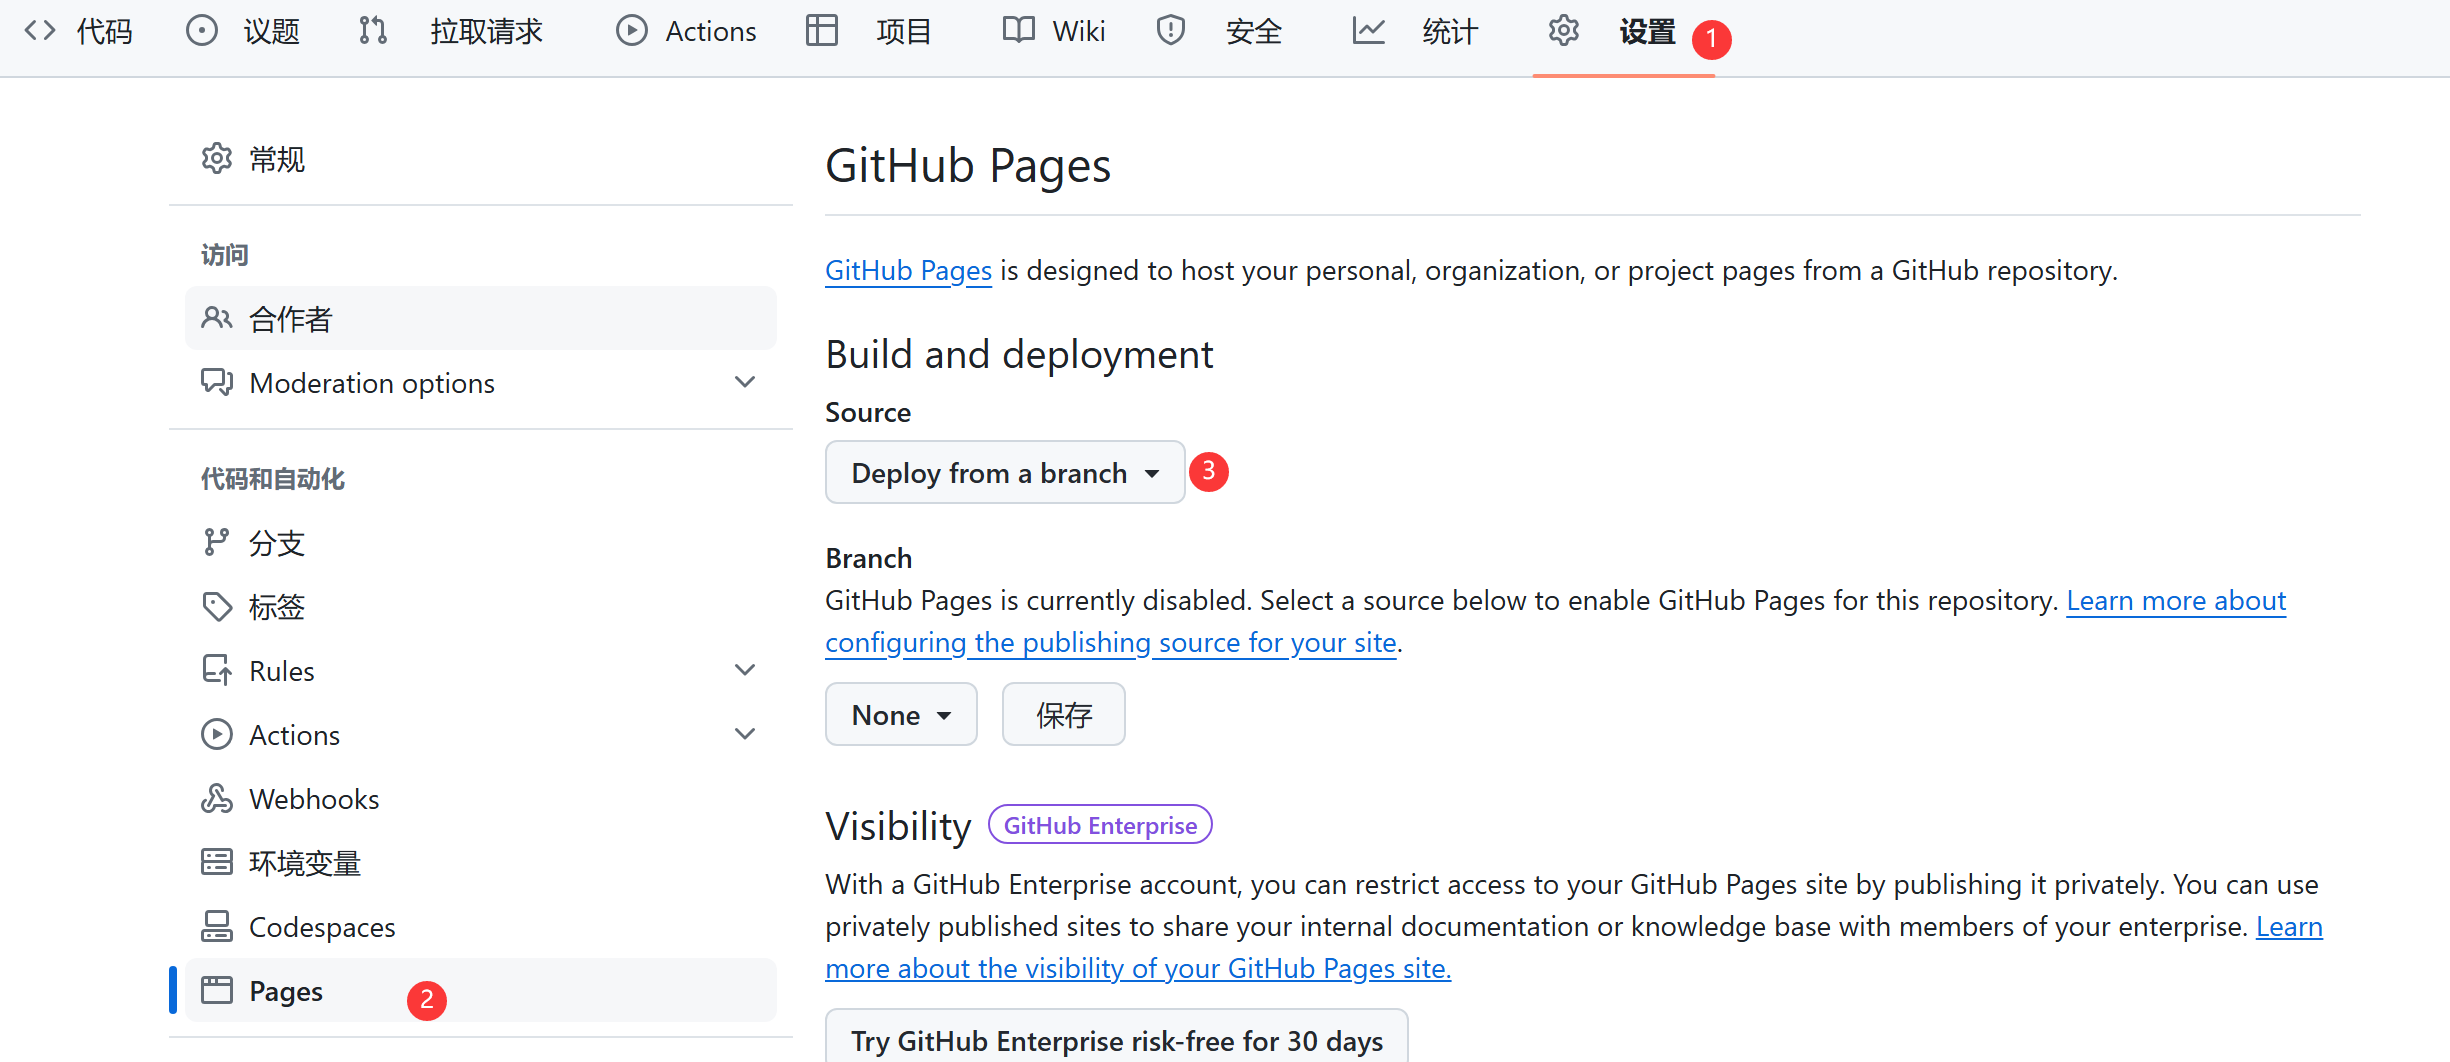 代码 议题 拉取请求 Actions 项目 Wiki 安全 统计 设置 1
常规
访问
合作者
Moderation options
代码和自动化
分支
标签
Rules
Actions
Webhooks
环境变量
Codespaces
Pages 2
GitHub Pages
GitHub Pages is designed to host your personal, organization, or project pages from a GitHub repository.
Build and deployment
Source
Deploy from a branch 3
Branch
GitHub Pages is currently disabled. Select a source below to enable GitHub Pages for this repository. Learn more about
configuring the publishing source for your site.
None 保存
Visibility GitHub Enterprise
With a GitHub Enterprise account, you can restrict access to your GitHub Pages site by publishing it privately. You can use
privately published sites to share your internal documentation or knowledge base with members of your enterprise. Learn
more about the visibility of your GitHub Pages site.
Try GitHub Enterprise risk-free for 30 days